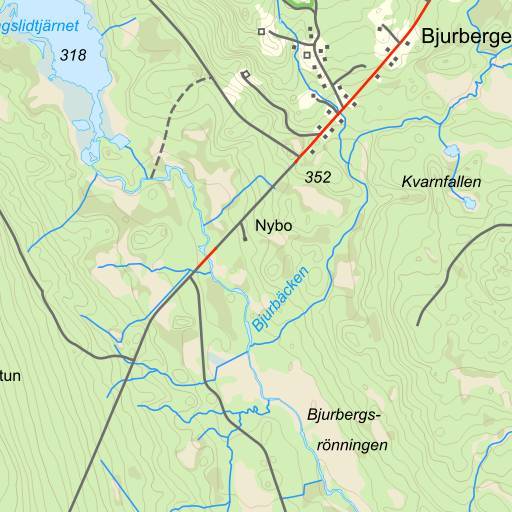 gslidtjärnet
318
Bjurberge
352
Kvarnfallen
Nybo
Bjurbäcken
tun
Bjurbergs-
rönningen